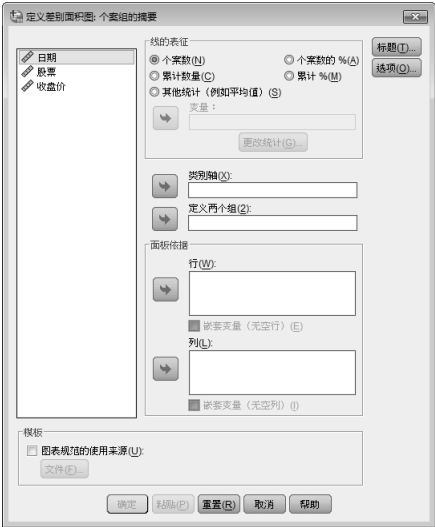 定义差别面积图: 个案组的摘要
日期
股票
收盘价
线的表征
个案数(N)
个案数的 %(A)
累计数量(C)
累计 %(M)
其他统计（例如平均值）(S)
变量：
更改统计(G)...
标题(T)...
选项(O)...
类别轴(X):
定义两个组(2):
面板依据
行(W):
嵌套变量（无空行）(E)
列(L):
嵌套变量（无空列）(I)
模板
图表规范的使用来源(U):
文件(F)...
确定
粘贴(P)
重置(R)
取消
帮助